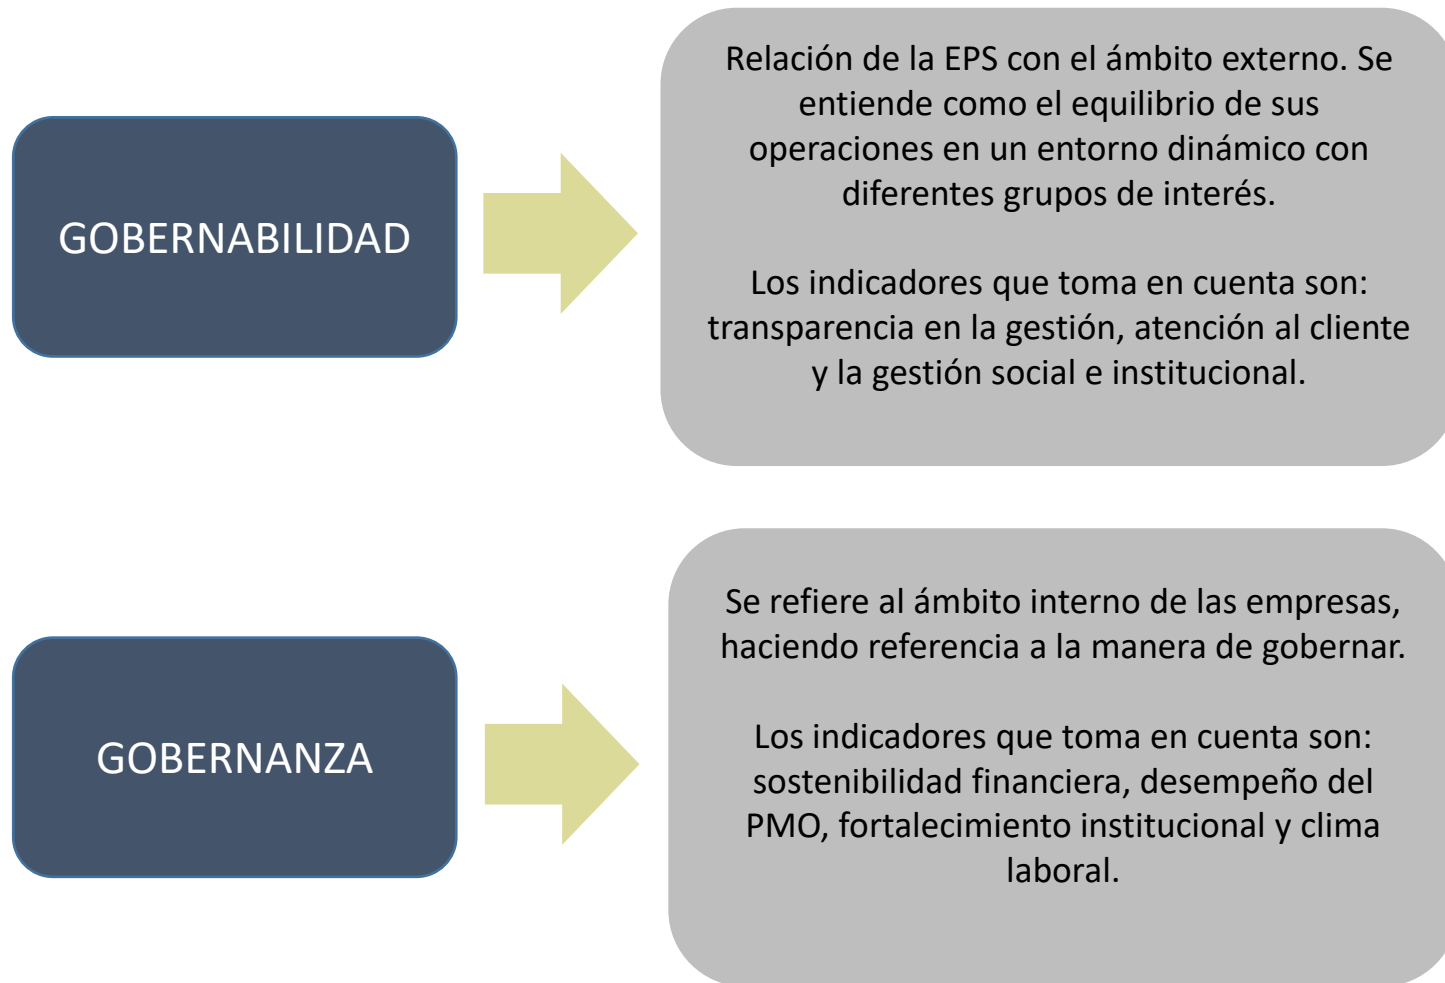 GOBERNABILIDAD
Relación de la EPS con el ámbito externo. Se
entiende como el equilibrio de sus
operaciones en un entorno dinámico con
diferentes grupos de interés.
Los indicadores que toma en cuenta son:
transparencia en la gestión, atención al cliente
y la gestión social e institucional.
GOBERNANZA
Se refiere al ámbito interno de las empresas,
haciendo referencia a la manera de gobernar.
Los indicadores que toma en cuenta son:
sostenibilidad financiera, desempeño del
PMO, fortalecimiento institucional y clima
laboral.